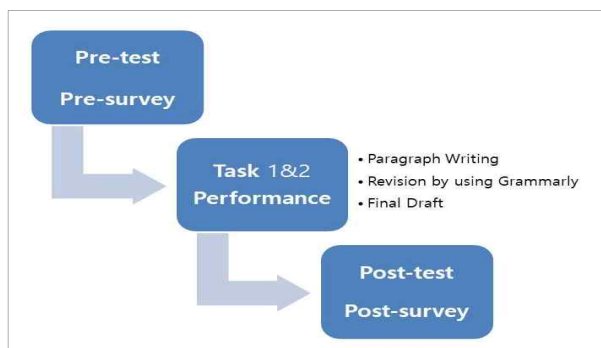 Pre-test
Pre-survey
Task 1&2
Performance
• Paragraph Writing
• Revision by using Grammarly
• Final Draft
Post-test
Post-survey